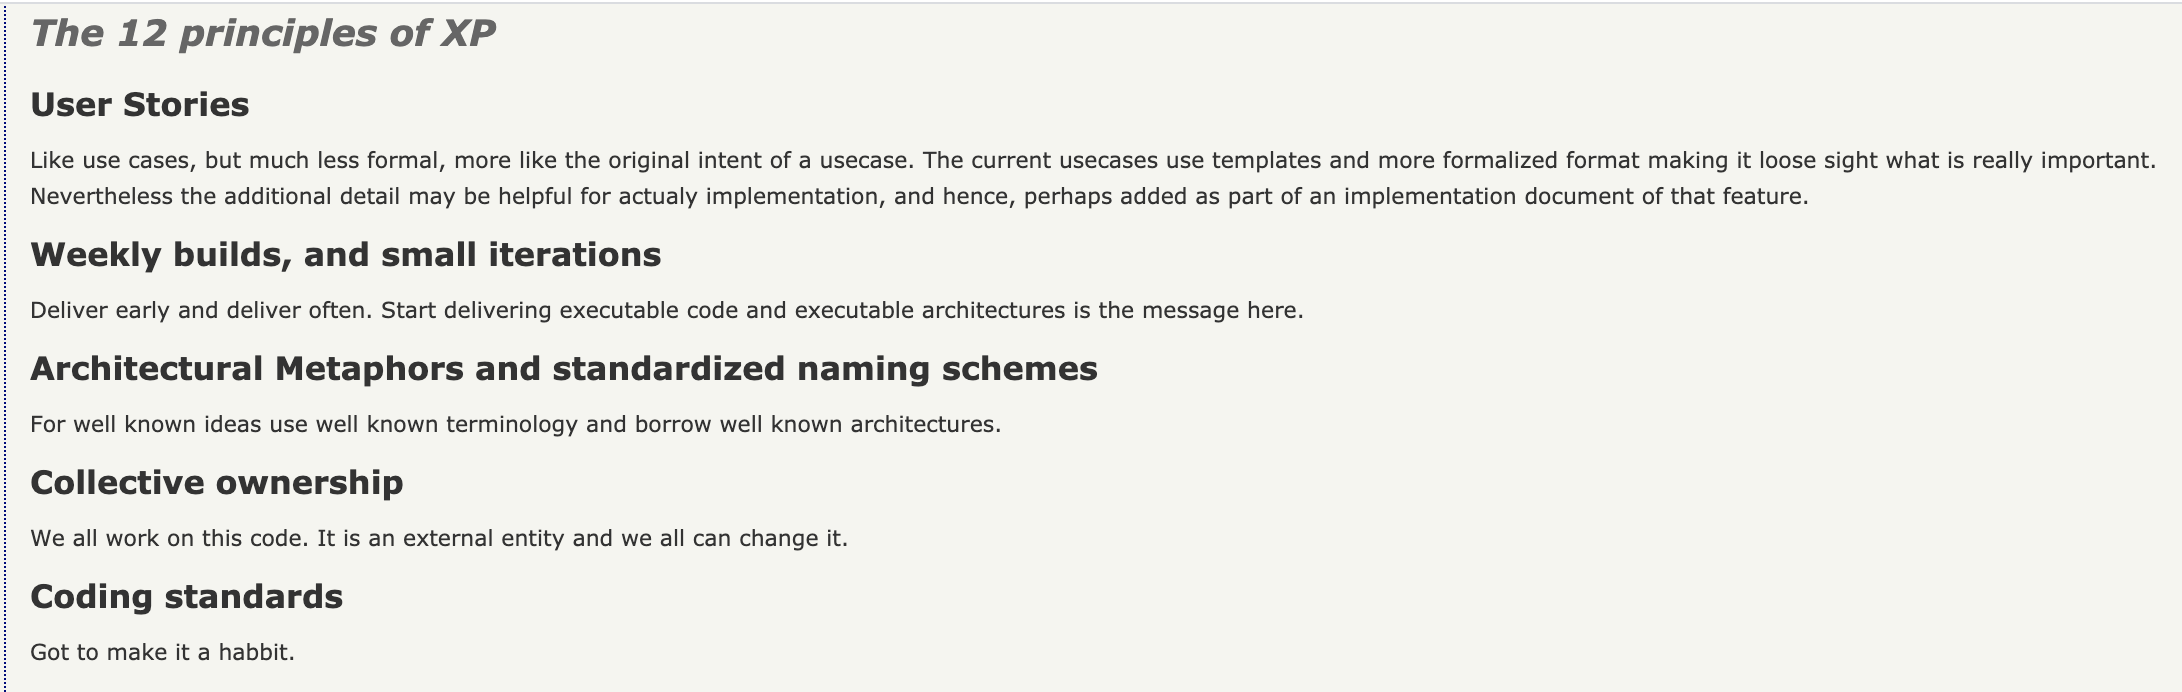 The 12 principles of XP
User Stories
Like use cases, but much less formal, more like the original intent of a usecase. The current usecases use templates and more formalized format making it loose sight what is really important.
Nevertheless the additional detail may be helpful for actualy implementation, and hence, perhaps added as part of an implementation document of that feature.
Weekly builds, and small iterations
Deliver early and deliver often. Start delivering executable code and executable architectures is the message here.
Architectural Metaphors and standardized naming schemes
For well known ideas use well known terminology and borrow well known architectures.
Collective ownership
We all work on this code. It is an external entity and we all can change it.
Coding standards
Got to make it a habbit.